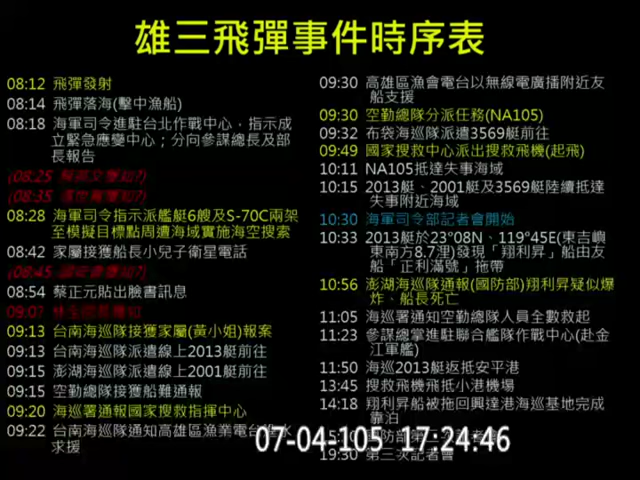 雄三飛彈事件時序表
08:12 飛彈發射
08:14 飛彈落海(擊中漁船)
08:18 海軍司令進駐台北作戰中心，指示成
立緊急應變中心；分向參謀總長及部
長報告
(08:25
(08:35
08:28 海軍司令指示派艦艇6艘及S-70C兩架
至模擬目標點周遭海域實施海空搜索
08:42 家屬接獲船長小兒子衛星電話
(08:45
08:54 蔡正元貼出臉書訊息
09:07
09:13 台南海巡隊接獲家屬(黃小姐)報案
09:13 台南海巡隊派遣線上2013艇前往
09:15 澎湖海巡隊派遣線上2001艇前往
09:15 空勤總隊接獲船難通報
09:20 海巡署通報國家搜救指揮中心
09:22 台南海巡隊通知高雄區漁業電台
求援
09:30 高雄區漁會電台以無線電廣播附近友
船支援
09:30 空勤總隊分派任務(NA105)
09:32 布袋海巡隊派遣3569艇前往
09:49 國家搜救中心派出搜救飛機(起飛)
10:11 NA105抵達失事海域
10:15 2013艇、2001艇及3569艇陸續抵達
失事附近海域
10:30 海軍司令部記者會開始
10:33 2013艇於23°08N、119°45E(東吉嶼
東南方8.7浬)發現「翔利昇」船由友
船「正利滿號」拖帶
10:56 澎湖海巡隊通報(國防部)翔利昇疑似爆
炸、船長死亡
11:05 海巡署通知空勤總隊人員全數救起
11:23 參謀總掌進駐聯合艦隊作戰中心(赴金
江軍艦)
11:50 海巡2013艇返抵安平港
13:45 搜救飛機飛抵小港機場
14:18 翔利昇船被拖回興達港海巡基地完成
靠泊
19:30 第三次記者會
07-04-105 17:24:46